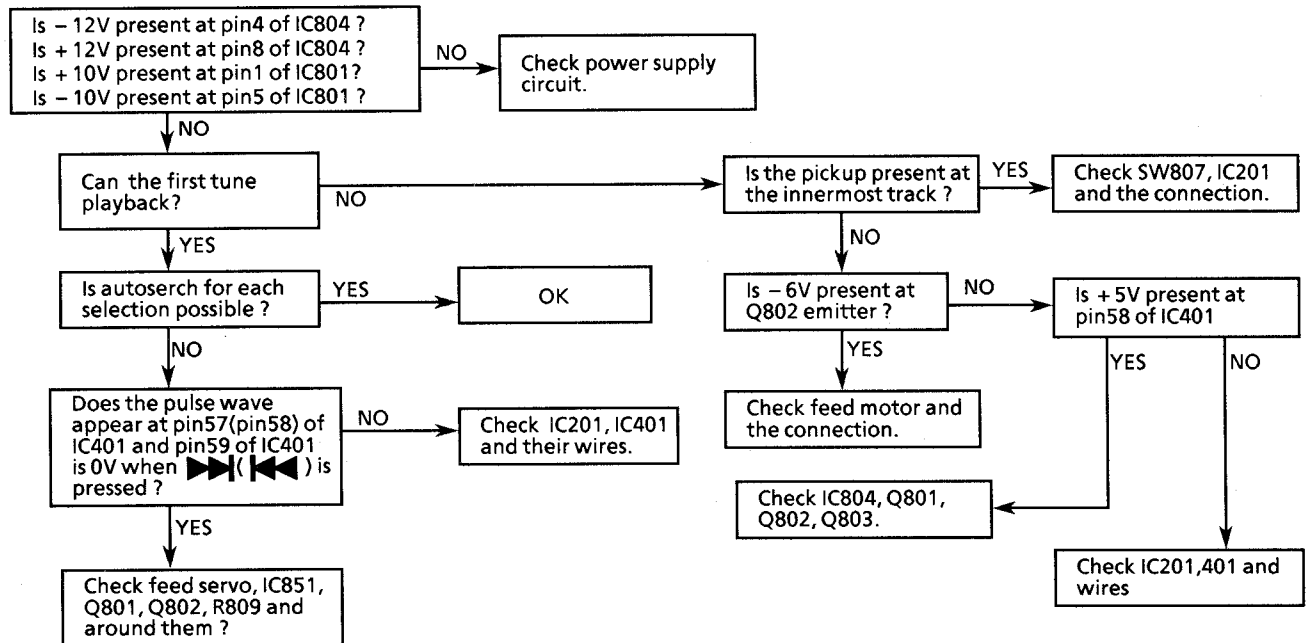 Is – 12V present at pin4 of IC804 ?
Is + 12V present at pin8 of IC804 ?
Is + 10V present at pin1 of IC801?
Is – 10V present at pin5 of IC801 ?
NO
Check power supply
circuit.
NO
Can the first tune
playback?
NO
Is the pickup present at
the innermost track ?
YES
Check SW807, IC201
and the connection.
YES
NO
Is autoserch for each
selection possible ?
YES
OK
Is – 6V present at
Q802 emitter ?
NO
Is + 5V present at
pin58 of IC401
NO
YES
YES
NO
Does the pulse wave
appear at pin57(pin58) of
IC401 and pin59 of IC401
is 0V when ▶▶|( |◀◀ ) is
pressed ?
NO
Check IC201, IC401
and their wires.
Check feed motor and
the connection.
Check IC804, Q801,
Q802, Q803.
YES
Check IC201,401 and
wires
Check feed servo, IC851,
Q801, Q802, R809 and
around them ?